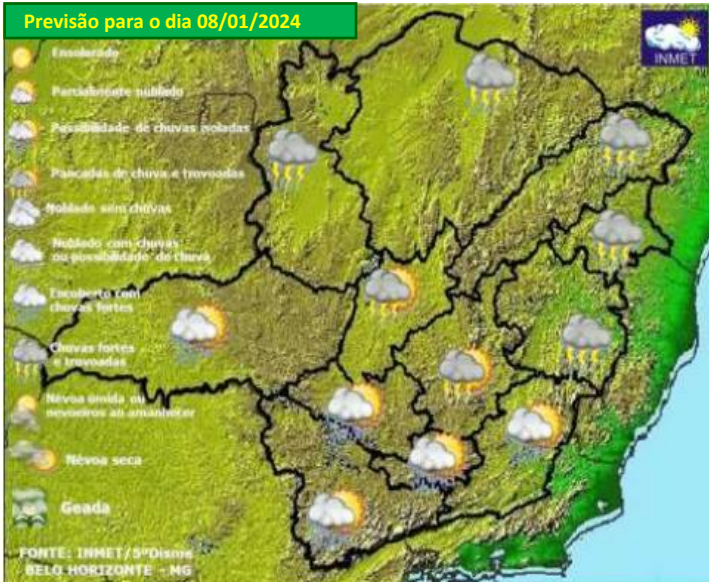 Previsão para o dia 08/01/2024
INMET
Ensolarado
Parcialmente nublado
Possibilidade de chuvas isoladas
Pancadas de chuva e trovoadas
Nublado sem chuvas
Nublado com chuvas
ou possibilidade de chuva
Encoberto com
chuvas fortes
Chuvas fortes
e trovoadas
Névoa úmida ou
nevoeiros ao amanhecer
Névoa seca
Geada
FONTE: INMET/5ºDisme
BELO HORIZONTE - MG